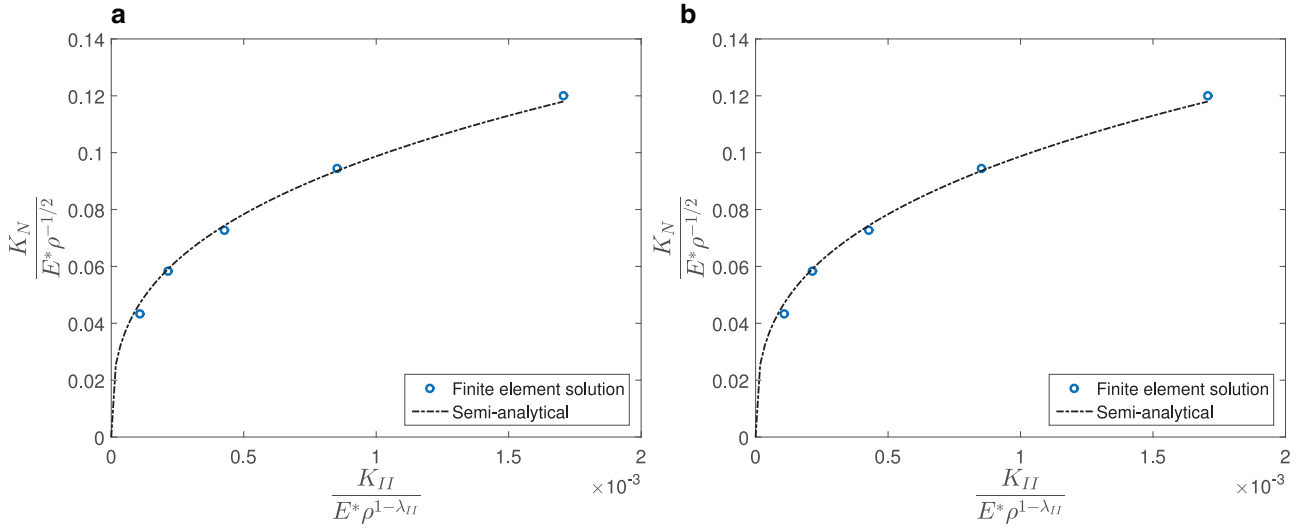 a
0.14
0.12
0.1
0.08
0.06
0.04
0.02
0
K_N
E*ρ^{-1/2}
Finite element solution
Semi-analytical
0 0.5 1 1.5 2
×10^{-3}
K_{II}
E*ρ^{1-λ_{II}}
b
0.14
0.12
0.1
0.08
0.06
0.04
0.02
0
K_N
E*ρ^{-1/2}
Finite element solution
Semi-analytical
0 0.5 1 1.5 2
×10^{-3}
K_{II}
E*ρ^{1-λ_{II}}